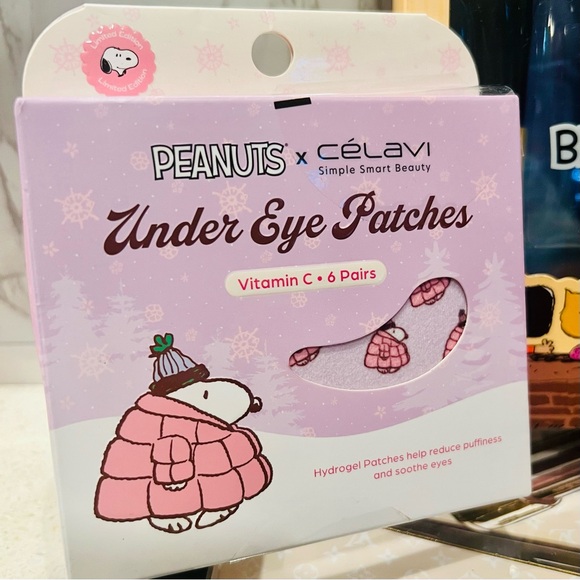 Limited Edition
Limited Edition
PEANUTS x CéLAVI
Simple Smart Beauty
Under Eye Patches
Vitamin C • 6 Pairs
Hydrogel Patches help reduce puffiness
and soothe eyes
B